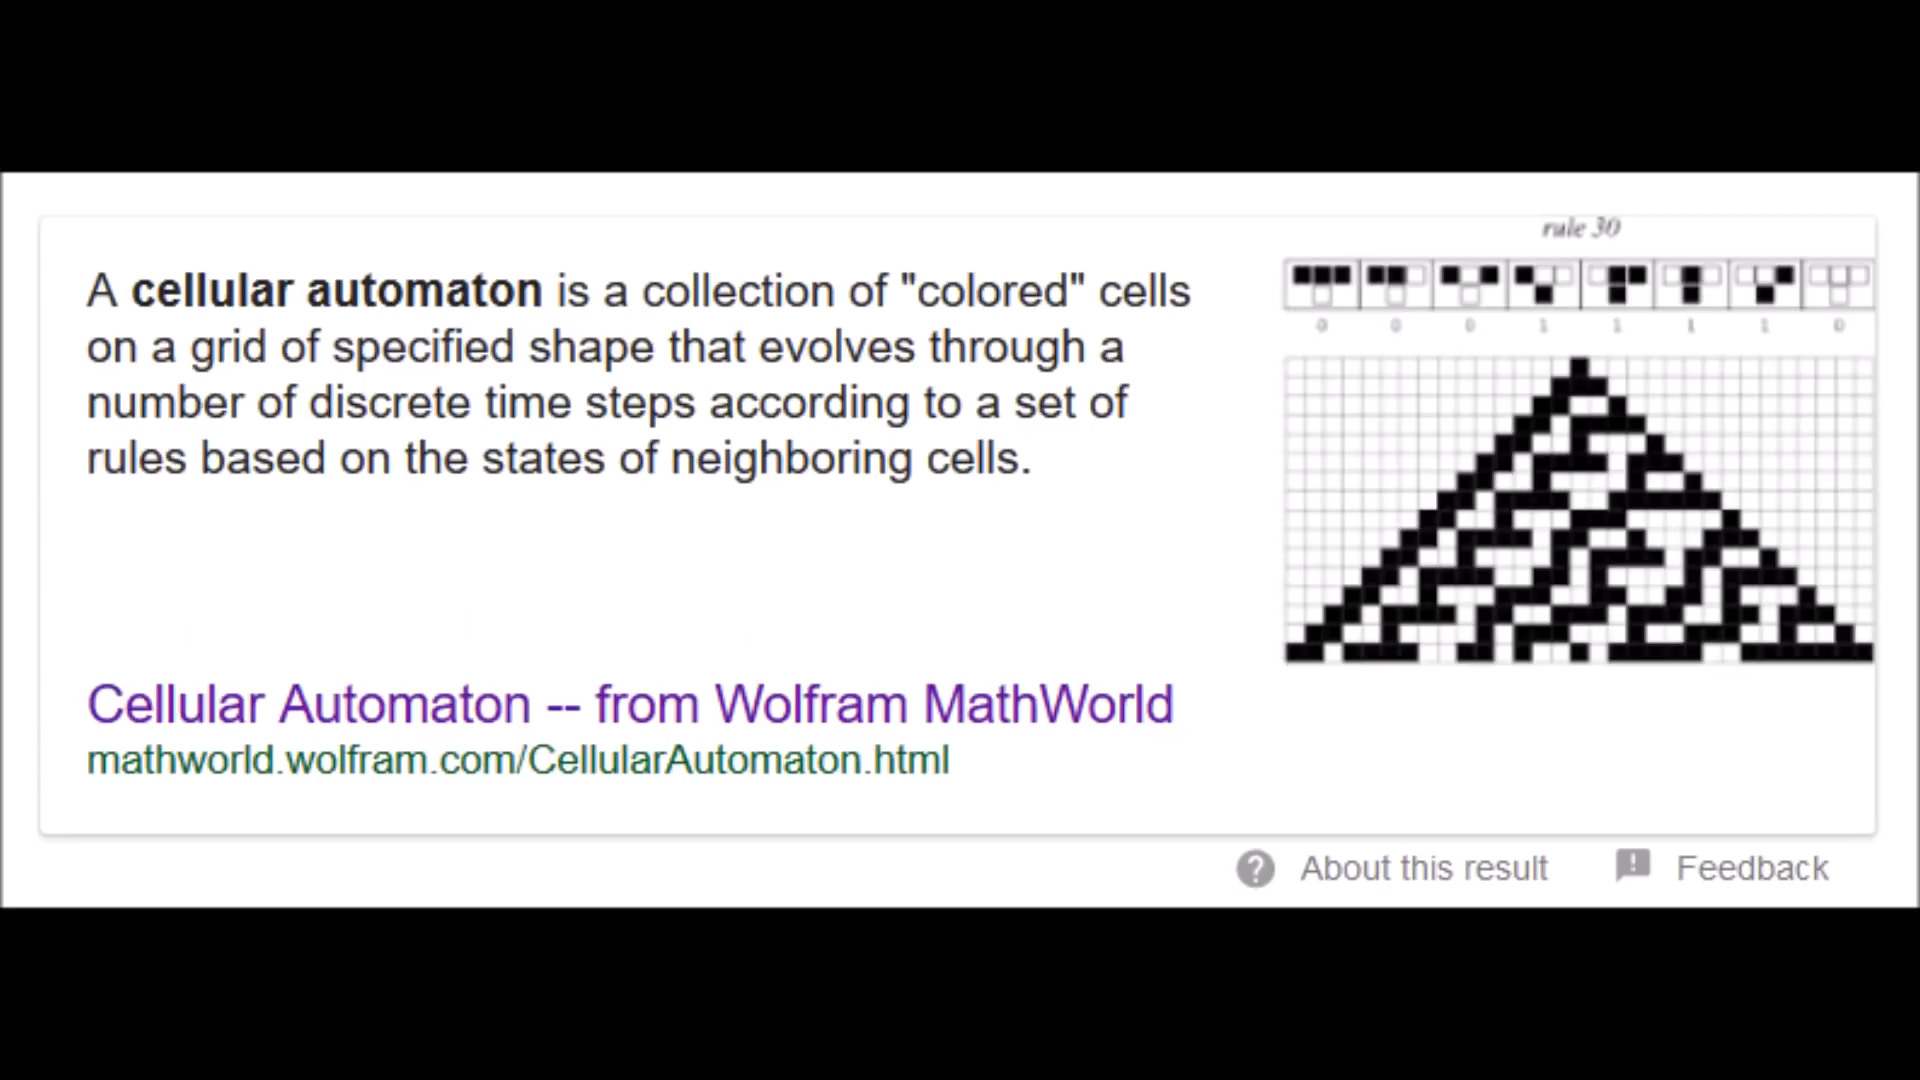 A cellular automaton is a collection of "colored" cells
on a grid of specified shape that evolves through a
number of discrete time steps according to a set of
rules based on the states of neighboring cells.
rule 30
0 0 0 1 1 1 1 0
Cellular Automaton -- from Wolfram MathWorld
mathworld.wolfram.com/CellularAutomaton.html
About this result
Feedback